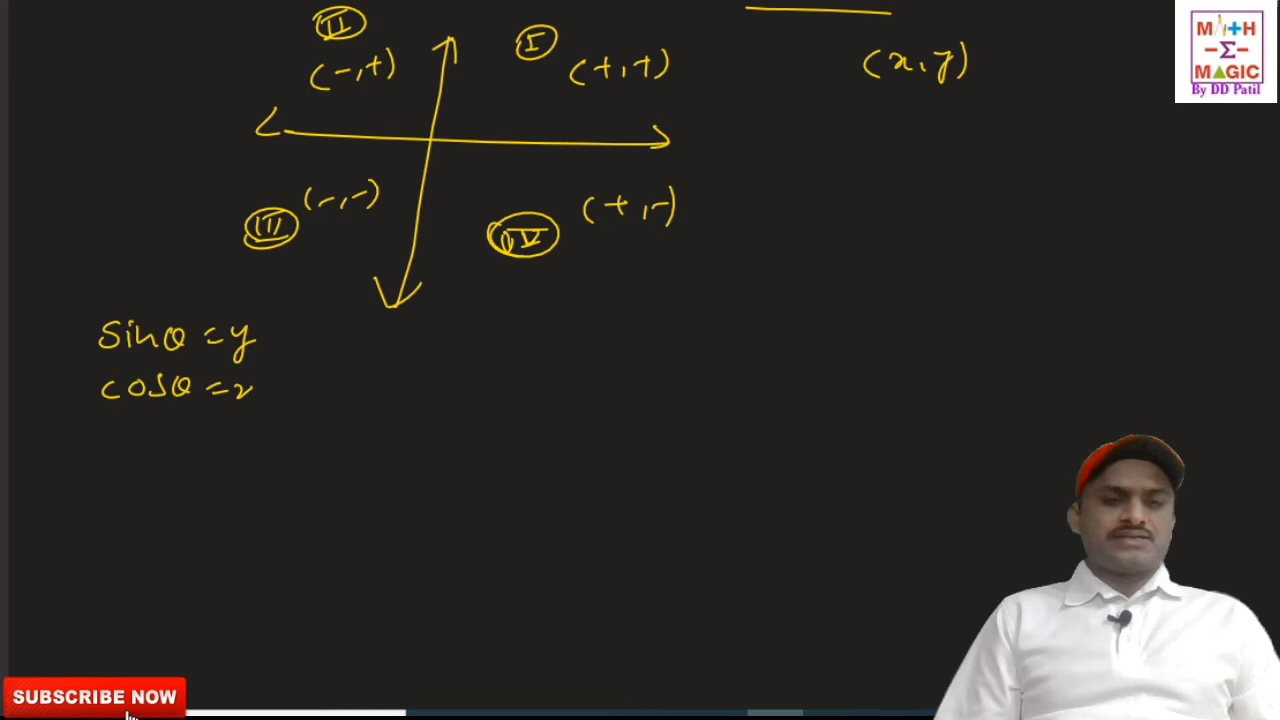 II
I
(-,+)
(+,+)
(x,y)
M/+H
-Σ-
MAGIC
By DD Patil
(-,-)
III
(+,-)
IV
sinθ=y
cosθ=x
SUBSCRIBE NOW